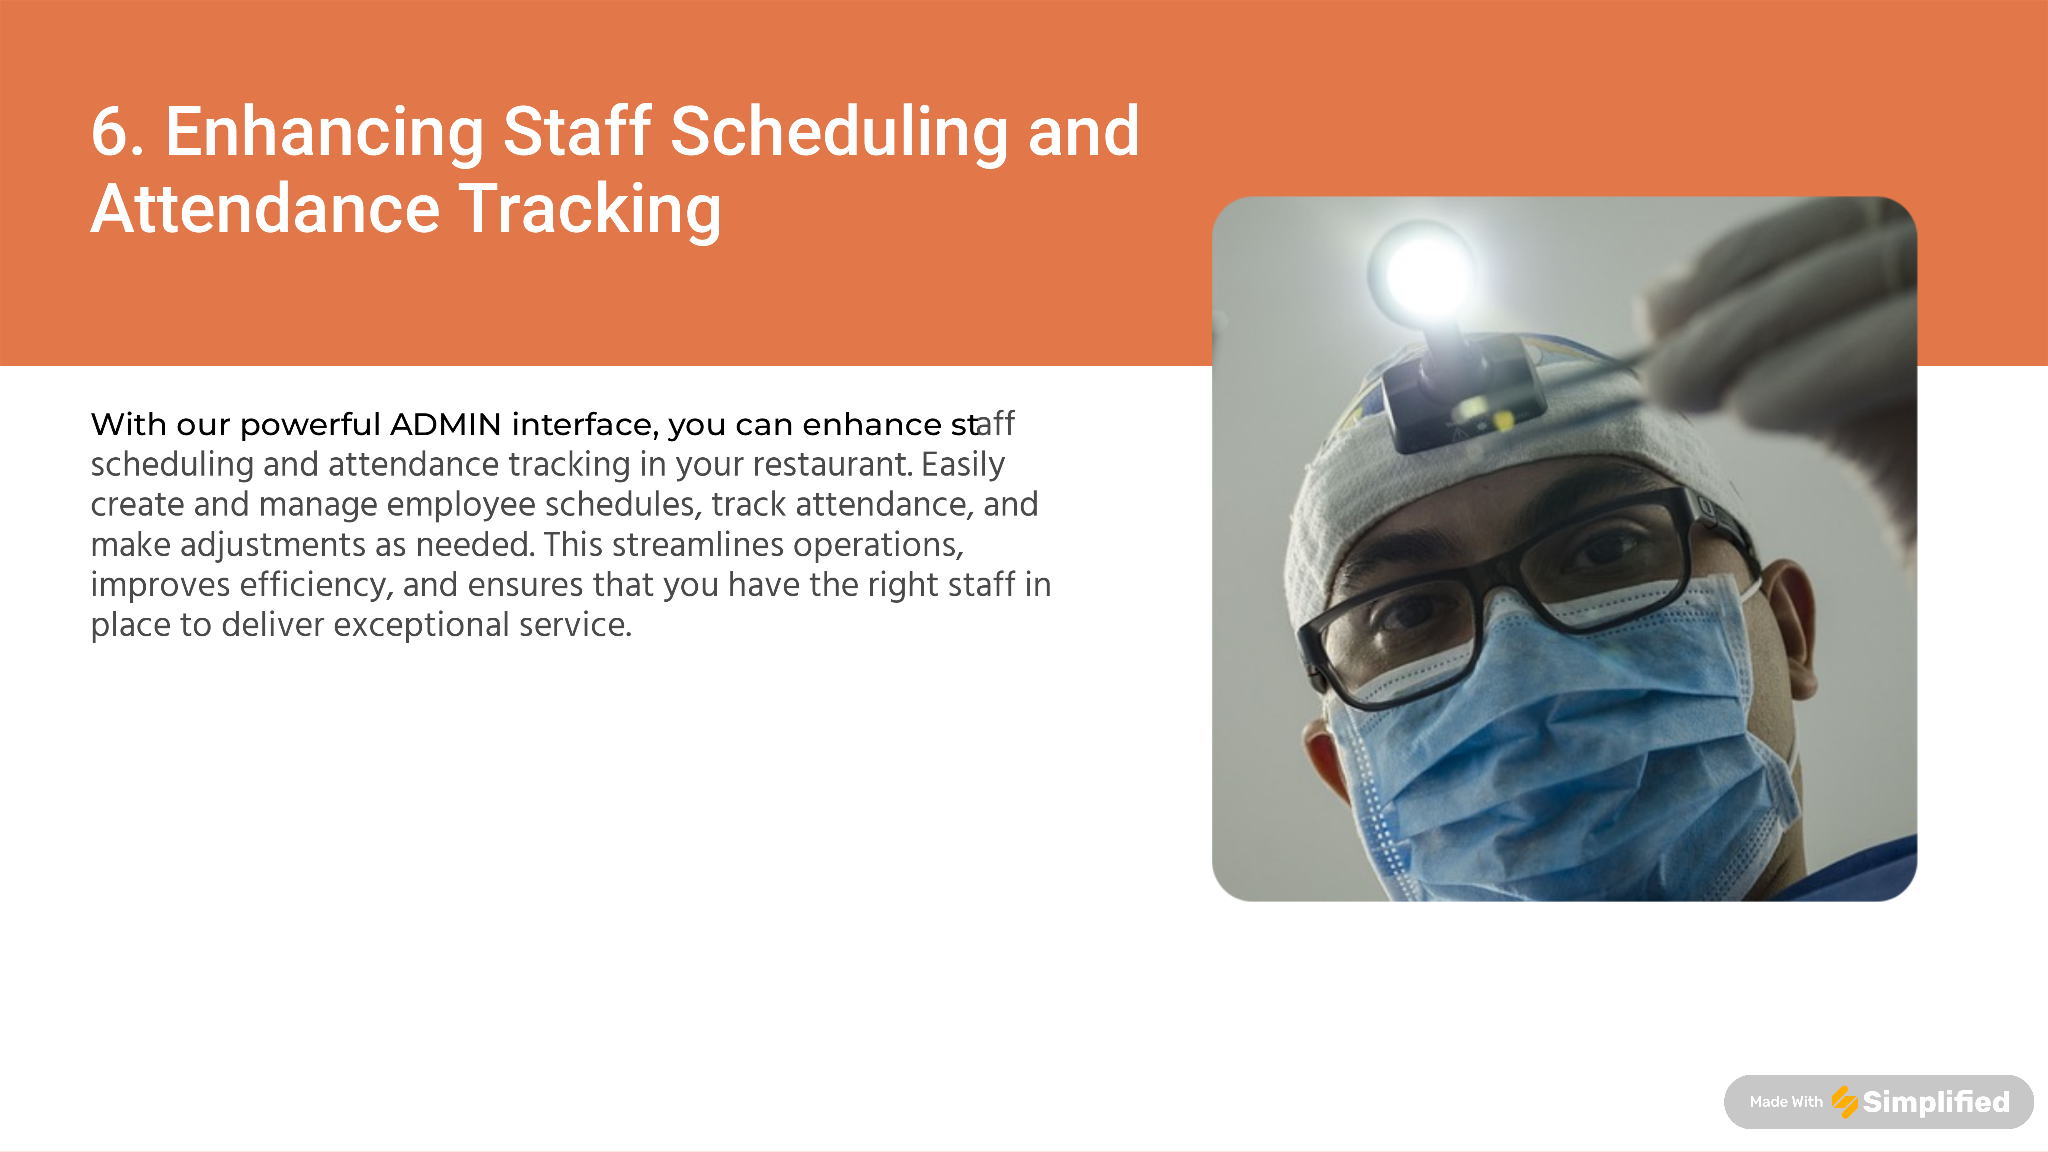 6. Enhancing Staff Scheduling and
Attendance Tracking
With our powerful ADMIN interface, you can enhance staff
scheduling and attendance tracking in your restaurant. Easily
create and manage employee schedules, track attendance, and
make adjustments as needed. This streamlines operations,
improves efficiency, and ensures that you have the right staff in
place to deliver exceptional service.
Made With Simplified